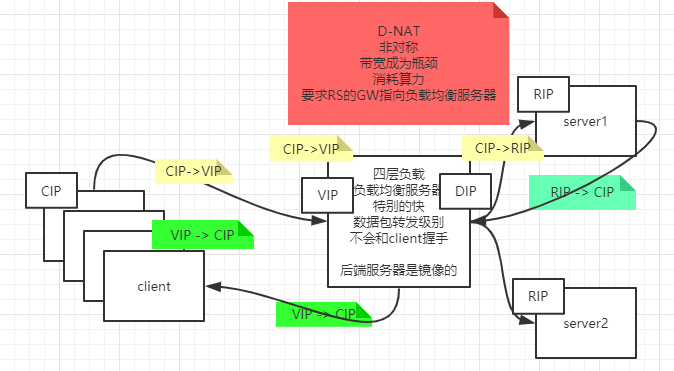 D-NAT
非对称
带宽成为瓶颈
消耗算力
要求RS的GW指向负载均衡服务器
RIP
server1
CIP->VIP
CIP->RIP
CIP->VIP
四层负载
负载均衡服务器
特别的快
数据包转发级别
不会和client握手
后端服务器是镜像的
CIP
VIP
DIP
RIP -> CIP
VIP -> CIP
client
RIP
server2
VIP -> CIP